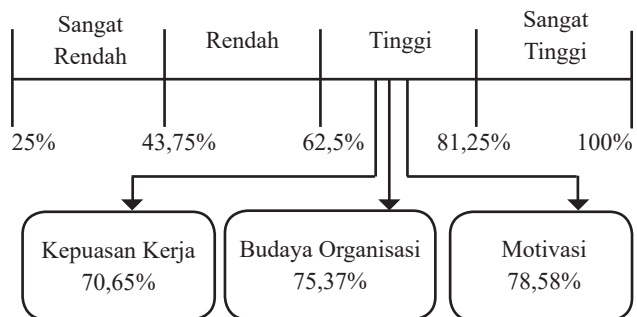 Sangat
Rendah
Rendah
Tinggi
Sangat
Tinggi
25%
43,75%
62,5%
81,25%
100%
Kepuasan Kerja
70,65%
Budaya Organisasi
75,37%
Motivasi
78,58%